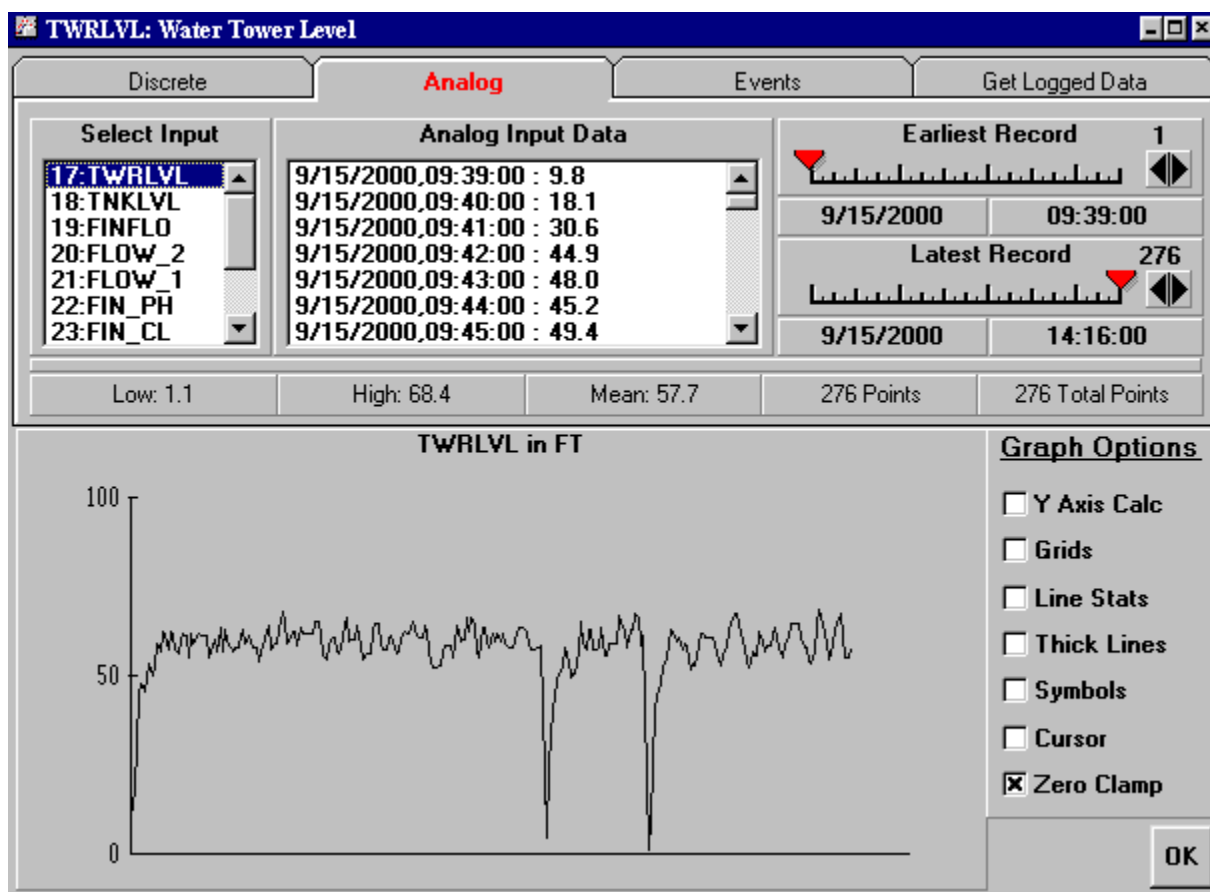 TWRLVL: Water Tower Level
Discrete
Analog
Events
Get Logged Data
Select Input
17:TWRLVL
18:TNKLVL
19:FINFLO
20:FLOW_2
21:FLOW_1
22:FIN_PH
23:FIN_CL
Analog Input Data
9/15/2000,09:39:00 : 9.8
9/15/2000,09:40:00 : 18.1
9/15/2000,09:41:00 : 30.6
9/15/2000,09:42:00 : 44.9
9/15/2000,09:43:00 : 48.0
9/15/2000,09:44:00 : 45.2
9/15/2000,09:45:00 : 49.4
Earliest Record 1
9/15/2000 09:39:00
Latest Record 276
9/15/2000 14:16:00
Low: 1.1
High: 68.4
Mean: 57.7
276 Points
276 Total Points
TWRLVL in FT
100
50
0
Graph Options
Y Axis Calc
Grids
Line Stats
Thick Lines
Symbols
Cursor
Zero Clamp
OK